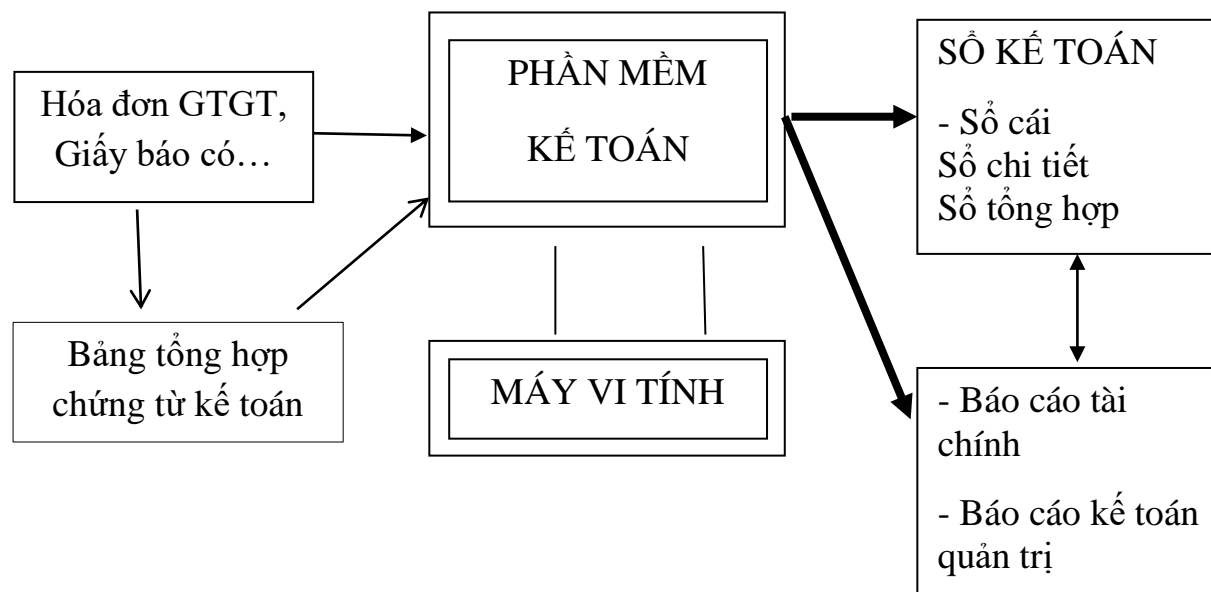 Hóa đơn GTGT,
Giấy báo có…
Bảng tổng hợp
chứng từ kế toán
PHẦN MỀM
KẾ TOÁN
MÁY VI TÍNH
SỔ KẾ TOÁN
- Sổ cái
Sổ chi tiết
Sổ tổng hợp
- Báo cáo tài
chính
- Báo cáo kế toán
quản trị